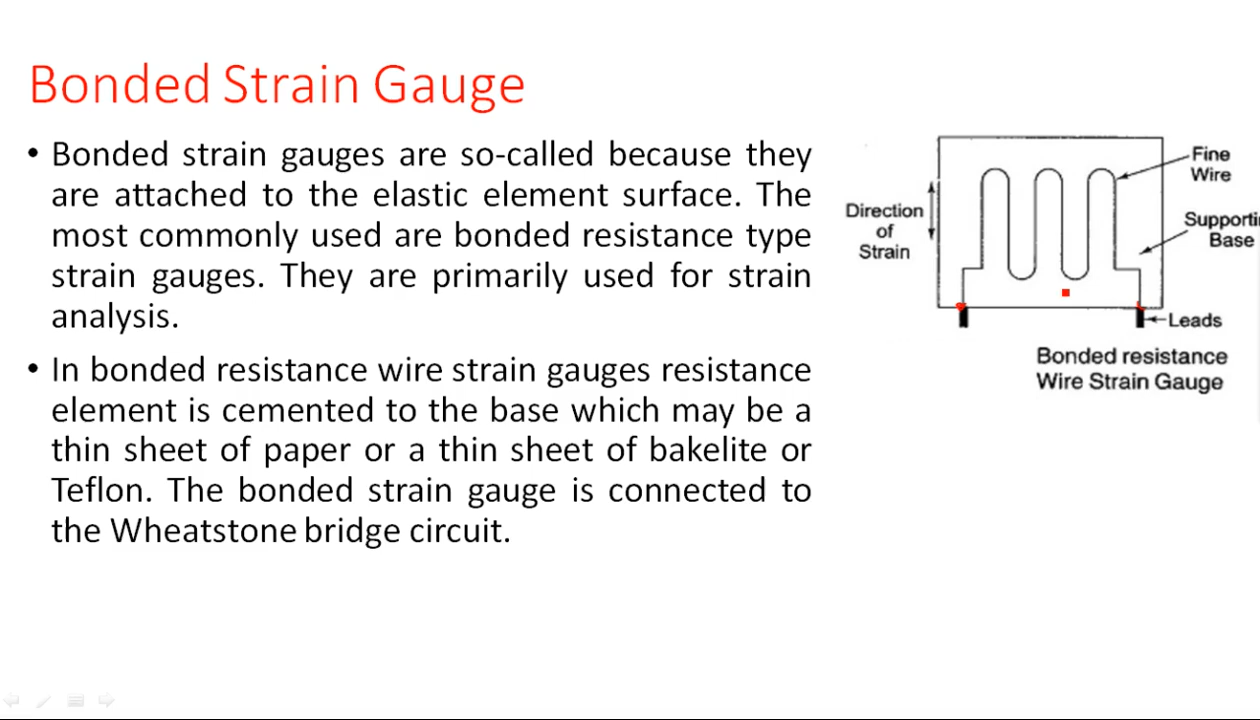 Bonded Strain Gauge
• Bonded strain gauges are so-called because they
are attached to the elastic element surface. The
most commonly used are bonded resistance type
strain gauges. They are primarily used for strain
analysis.
• In bonded resistance wire strain gauges resistance
element is cemented to the base which may be a
thin sheet of paper or a thin sheet of bakelite or
Teflon. The bonded strain gauge is connected to
the Wheatstone bridge circuit.
Direction
of
Strain
Fine
Wire
Supporti
Base
Leads
Bonded resistance
Wire Strain Gauge